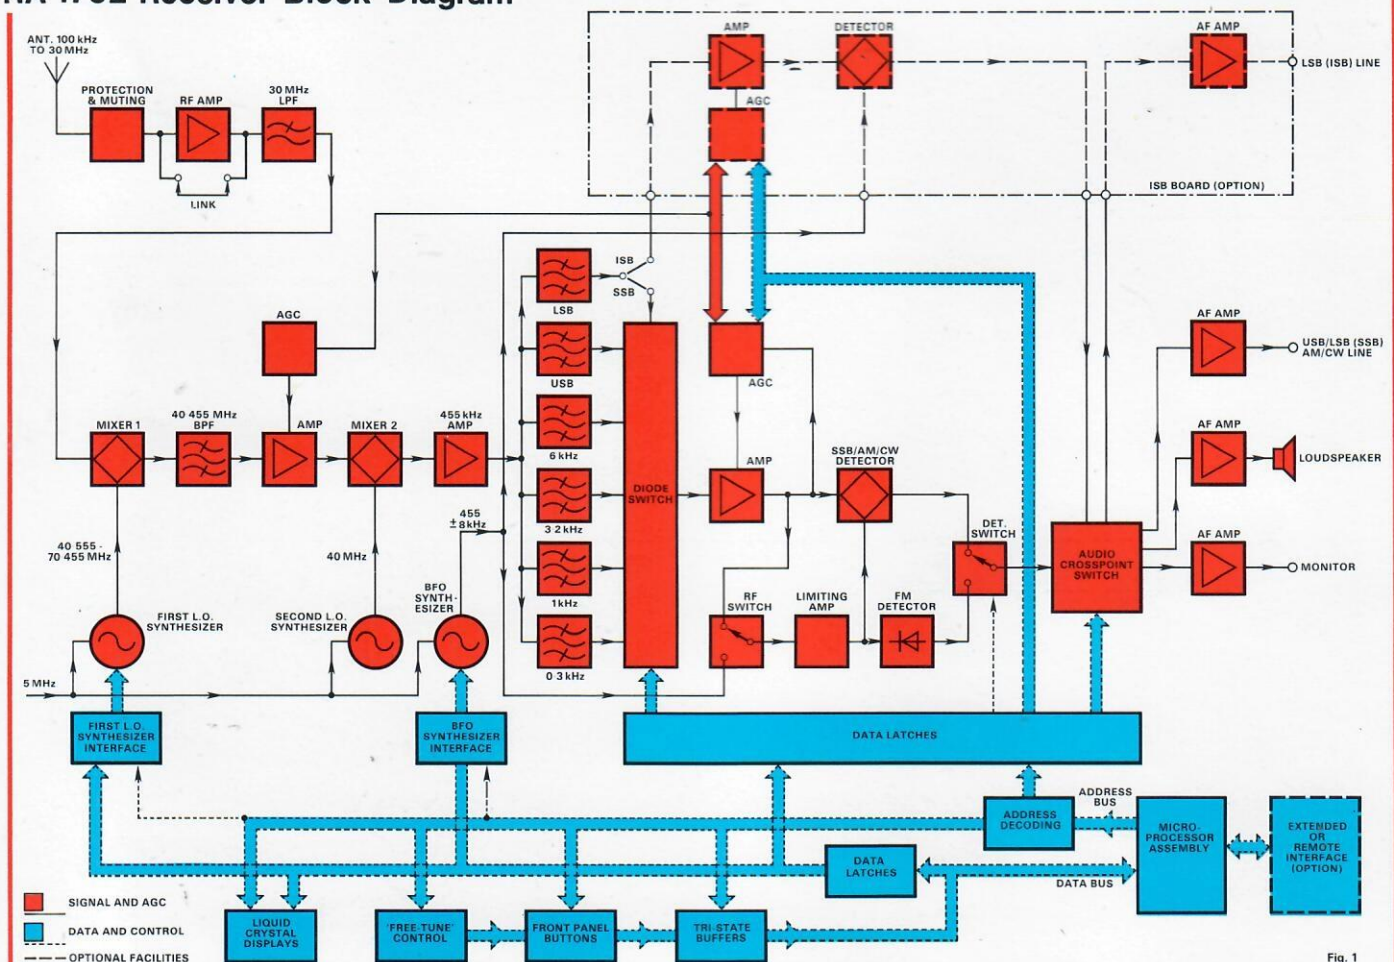 Receiver Block Diagram
ANT. 100 kHz
TO 30 MHz
PROTECTION
& MUTING
RF AMP
30 MHz
LPF
LINK
AMP
DETECTOR
AF AMP
LSB (ISB) LINE
AGC
ISB BOARD (OPTION)
ISB
SSB
LSB
USB
6 kHz
3 2 kHz
1 kHz
0 3 kHz
DIODE
SWITCH
AGC
MIXER 1
40 455 MHz
BPF
AMP
MIXER 2
455 kHz
AMP
AGC
AMP
SSB/AM/CW
DETECTOR
AF AMP
USB/LSB (SSB)
AM/CW LINE
AF AMP
LOUDSPEAKER
AF AMP
MONITOR
DET.
SWITCH
AUDIO
CROSSPOINT
SWITCH
40 555 -
70 455 MHz
40 MHz
455
± 8 kHz
FIRST L.O.
SYNTHESIZER
SECOND L.O.
SYNTHESIZER
BFO
SYNTH-
ESIZER
RF
SWITCH
LIMITING
AMP
FM
DETECTOR
5 MHz
FIRST L.O.
SYNTHESIZER
INTERFACE
BFO
SYNTHESIZER
INTERFACE
DATA LATCHES
ADDRESS
DECODING
ADDRESS
BUS
MICRO-
PROCESSOR
ASSEMBLY
EXTENDED
OR
REMOTE
INTERFACE
(OPTION)
DATA
LATCHES
DATA BUS
LIQUID
CRYSTAL
DISPLAYS
'FREE-TUNE'
CONTROL
FRONT PANEL
BUTTONS
TRI-STATE
BUFFERS
SIGNAL AND AGC
DATA AND CONTROL
OPTIONAL FACILITIES
Fig. 1